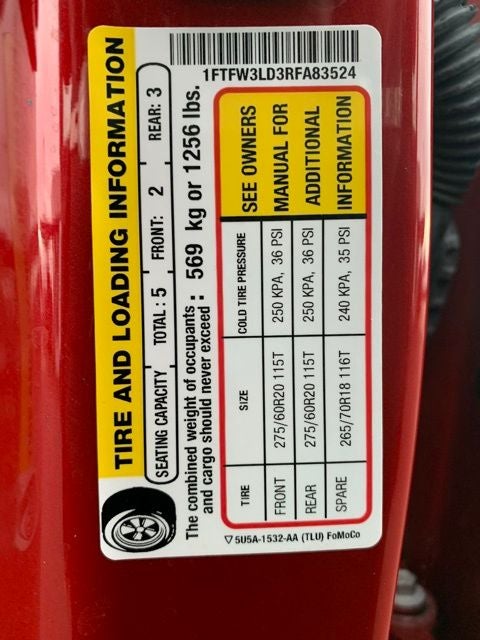 TIRE AND LOADING INFORMATION
SEATING CAPACITY TOTAL: 5 FRONT: 2 REAR: 3
The combined weight of occupants
and cargo should never exceed: 569 kg or 1256 lbs.
1FTFW3LD3RFA83524
TIRE SIZE COLD TIRE PRESSURE
FRONT 275/60R20 115T 250 KPA, 36 PSI
REAR 275/60R20 115T 250 KPA, 36 PSI
SPARE 265/70R18 116T 240 KPA, 35 PSI
SEE OWNERS
MANUAL FOR
ADDITIONAL
INFORMATION
5U5A-1532-AA (TLU) FoMoCo